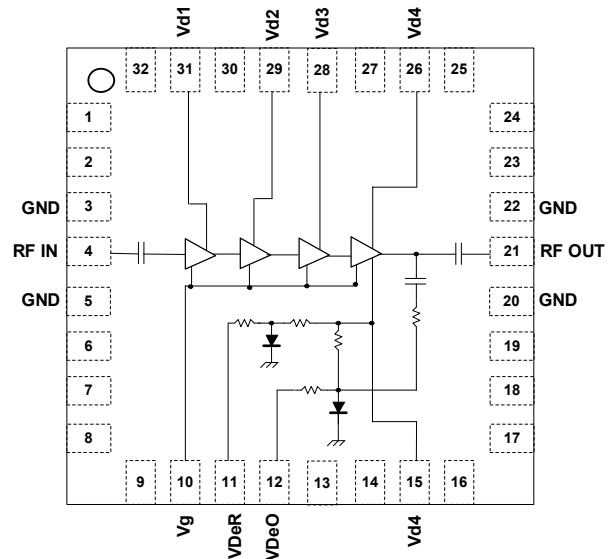 Vd1 Vd2 Vd3 Vd4
32 31 30 29 28 27 26 25
1 24
2 23
GND 3 22 GND
RF IN 4 21 RF OUT
GND 5 20 GND
6 19
7 18
8 17
9 10 11 12 13 14 15 16
Vg VDeR VDeO Vd4